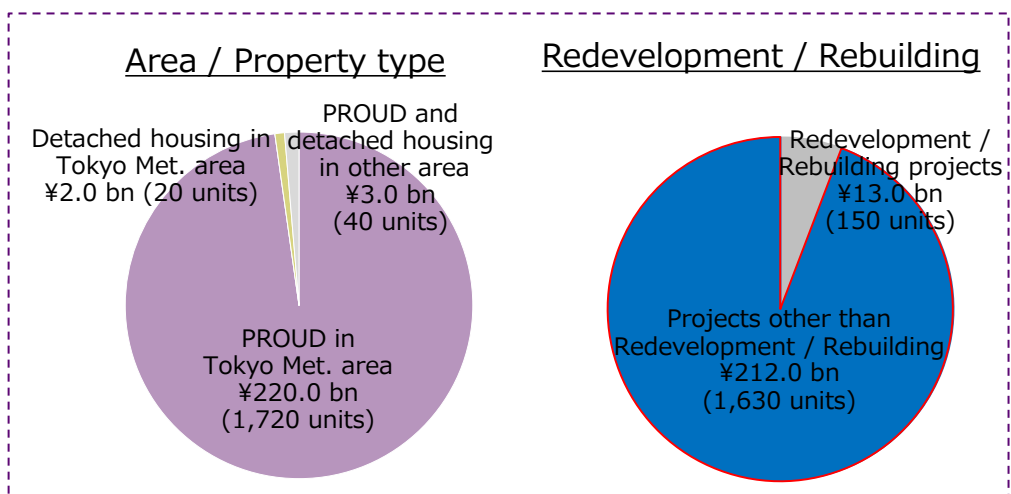 Area / Property type
Detached housing in
Tokyo Met. area
¥2.0 bn (20 units)
PROUD and
detached housing
in other area
¥3.0 bn
(40 units)
PROUD in
Tokyo Met. area
¥220.0 bn
(1,720 units)
Redevelopment / Rebuilding
Redevelopment /
Rebuilding projects
¥13.0 bn
(150 units)
Projects other than
Redevelopment / Rebuilding
¥212.0 bn
(1,630 units)